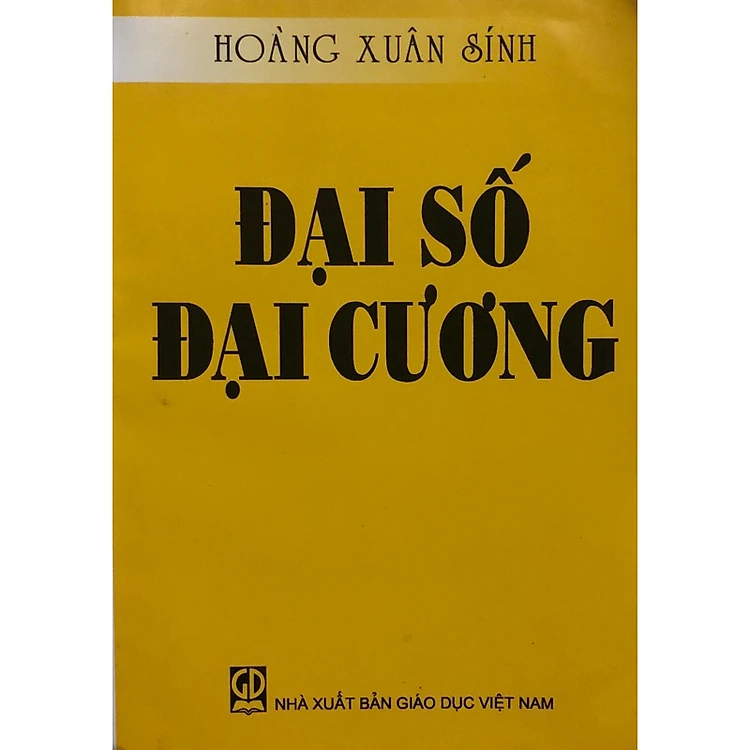 HOÀNG XUÂN SÍNH
ĐẠI SỐ
ĐẠI CƯƠNG
GD
NHÀ XUẤT BẢN GIÁO DỤC VIỆT NAM